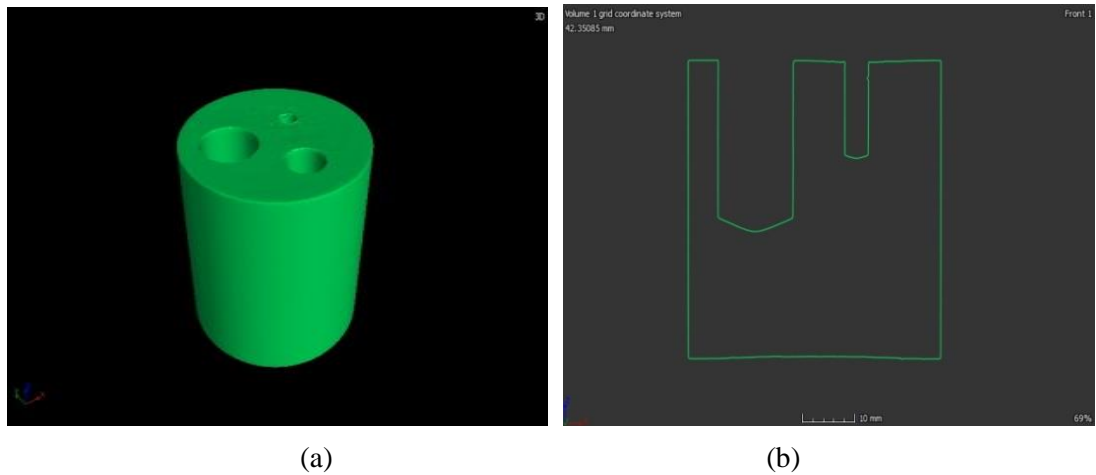 3D
Volume 1 grid coordinate system
Front 1
42.35085 mm
10 mm
69%
(a)
(b)